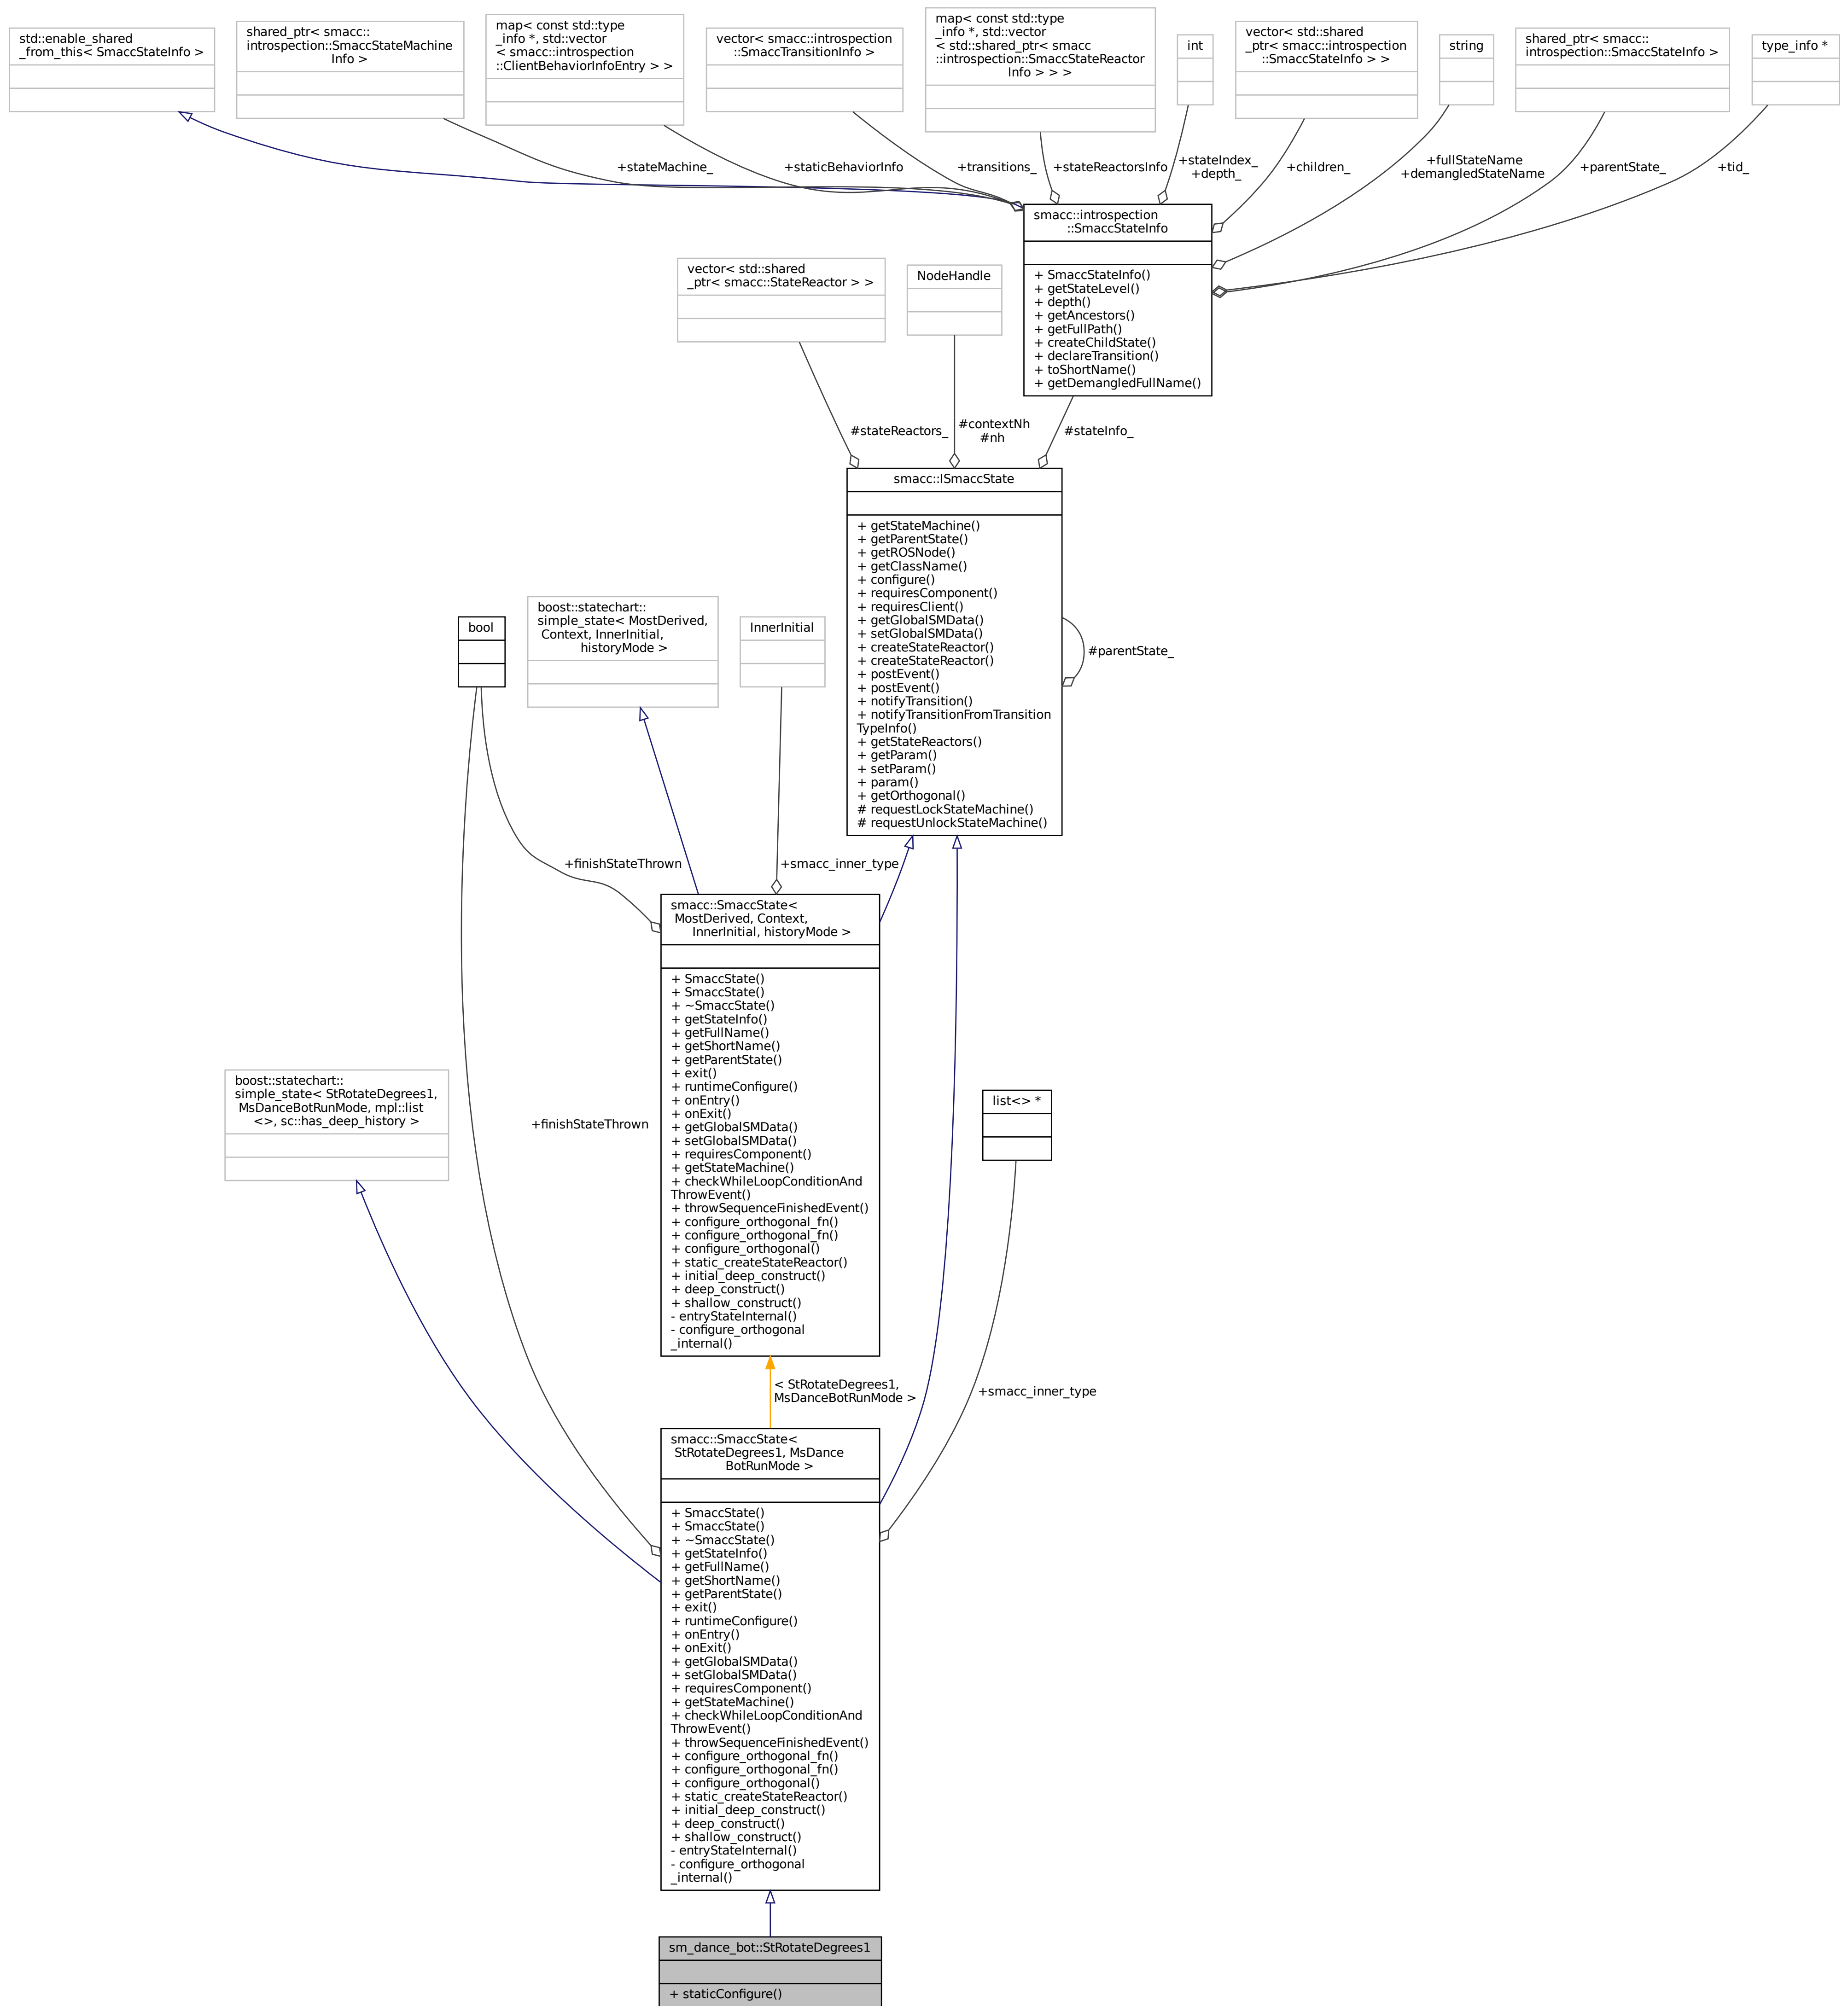 std::enable_shared
_from_this< SmaccStateInfo >
shared_ptr< smacc::
introspection::SmaccStateMachine
Info >
map< const std::type
_info *, std::vector
< smacc::introspection
::ClientBehaviorInfoEntry > >
vector< smacc::introspection
::SmaccTransitionInfo >
map< const std::type
_info *, std::vector
< std::shared_ptr< smacc
::introspection::SmaccStateReactor
Info > > >
int
vector< std::shared
_ptr< smacc::introspection
::SmaccStateInfo > >
string
shared_ptr< smacc::
introspection::SmaccStateInfo >
type_info *
+stateMachine_
+staticBehaviorInfo
+transitions_
+stateReactorsInfo
+stateIndex_
+depth_
+children_
+fullStateName
+demangledStateName
+parentState_
+tid_
smacc::introspection
::SmaccStateInfo
+ SmaccStateInfo()
+ getStateLevel()
+ depth()
+ getAncestors()
+ getFullPath()
+ createChildState()
+ declareTransition()
+ toShortName()
+ getDemangledFullName()
vector< std::shared
_ptr< smacc::StateReactor > >
NodeHandle
#stateReactors_
#contextNh
#nh
#stateInfo_
smacc::ISmaccState
+ getStateMachine()
+ getParentState()
+ getROSNode()
+ getClassName()
+ configure()
+ requiresComponent()
+ requiresClient()
+ getGlobalSMData()
+ setGlobalSMData()
+ createStateReactor()
+ createStateReactor()
+ postEvent()
+ postEvent()
+ notifyTransition()
+ notifyTransitionFromTransition
TypeInfo()
+ getStateReactors()
+ getParam()
+ setParam()
+ param()
+ getOrthogonal()
# requestLockStateMachine()
# requestUnlockStateMachine()
#parentState_
bool
boost::statechart::
simple_state< MostDerived,
Context, InnerInitial,
historyMode >
InnerInitial
+finishStateThrown
+smacc_inner_type
smacc::SmaccState<
MostDerived, Context,
InnerInitial, historyMode >
+ SmaccState()
+ SmaccState()
+ ~SmaccState()
+ getStateInfo()
+ getFullName()
+ getShortName()
+ getParentState()
+ exit()
+ runtimeConfigure()
+ onEntry()
+ onExit()
+ getGlobalSMData()
+ setGlobalSMData()
+ requiresComponent()
+ getStateMachine()
+ checkWhileLoopConditionAnd
ThrowEvent()
+ throwSequenceFinishedEvent()
+ configure_orthogonal_fn()
+ configure_orthogonal_fn()
+ configure_orthogonal()
+ static_createStateReactor()
+ initial_deep_construct()
+ deep_construct()
+ shallow_construct()
- entryStateInternal()
- configure_orthogonal
_internal()
boost::statechart::
simple_state< StRotateDegrees1,
MsDanceBotRunMode, mpl::list
<>, sc::has_deep_history >
+finishStateThrown
list<> *
< StRotateDegrees1,
MsDanceBotRunMode >
+smacc_inner_type
smacc::SmaccState<
StRotateDegrees1, MsDance
BotRunMode >
+ SmaccState()
+ SmaccState()
+ ~SmaccState()
+ getStateInfo()
+ getFullName()
+ getShortName()
+ getParentState()
+ exit()
+ runtimeConfigure()
+ onEntry()
+ onExit()
+ getGlobalSMData()
+ setGlobalSMData()
+ requiresComponent()
+ getStateMachine()
+ checkWhileLoopConditionAnd
ThrowEvent()
+ throwSequenceFinishedEvent()
+ configure_orthogonal_fn()
+ configure_orthogonal_fn()
+ configure_orthogonal()
+ static_createStateReactor()
+ initial_deep_construct()
+ deep_construct()
+ shallow_construct()
- entryStateInternal()
- configure_orthogonal
_internal()
sm_dance_bot::StRotateDegrees1
+ staticConfigure()